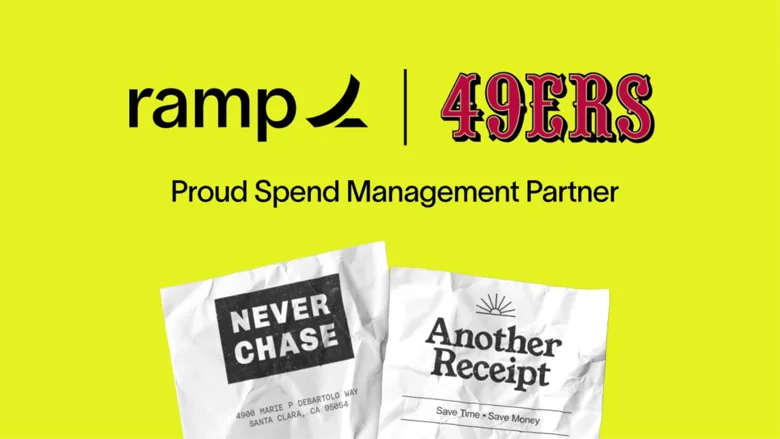 ramp
49ERS
Proud Spend Management Partner
NEVER
CHASE
4900 MARIE P DEBARTOLO WAY
SANTA CLARA, CA 95054
Another
Receipt
Save Time • Save Money